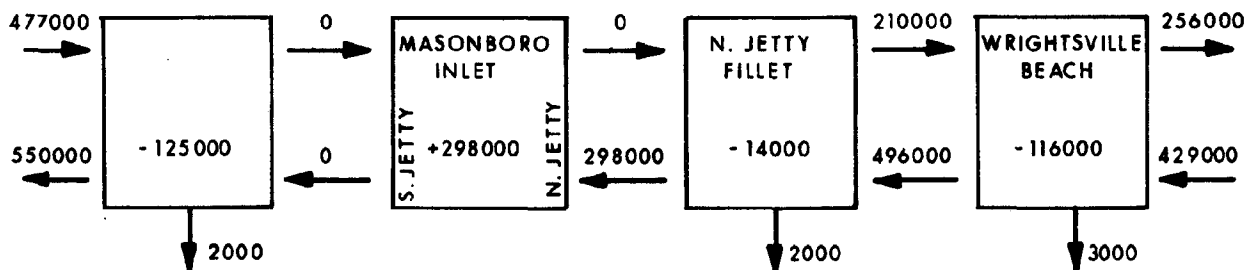 477000
0
0
210000
256000
MASONBORO
INLET
N. JETTY
FILLET
WRIGHTSVILLE
BEACH
S. JETTY
N. JETTY
-125000
+298000
-14000
-116000
550000
0
298000
496000
429000
2000
2000
3000